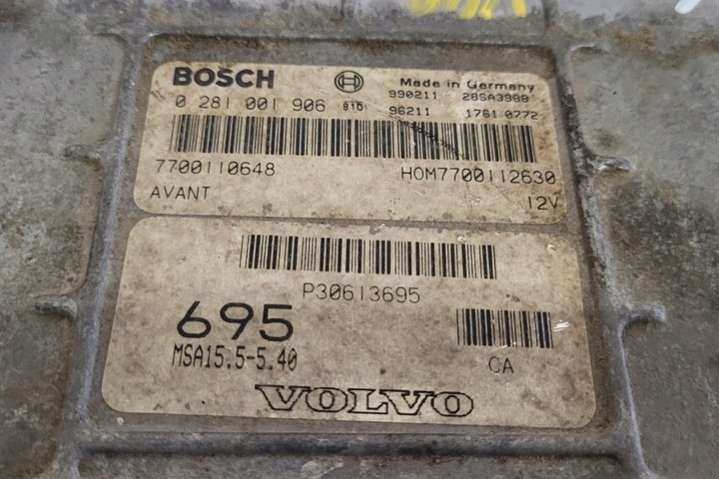 BOSCH Made in Germany
990211 28SA3988
0 281 001 906 96211 1761 0772
7700110648 HOM7700112630
AVANT 12V
P30613695
695
MSA15.5-5.40 CA
VOLVO